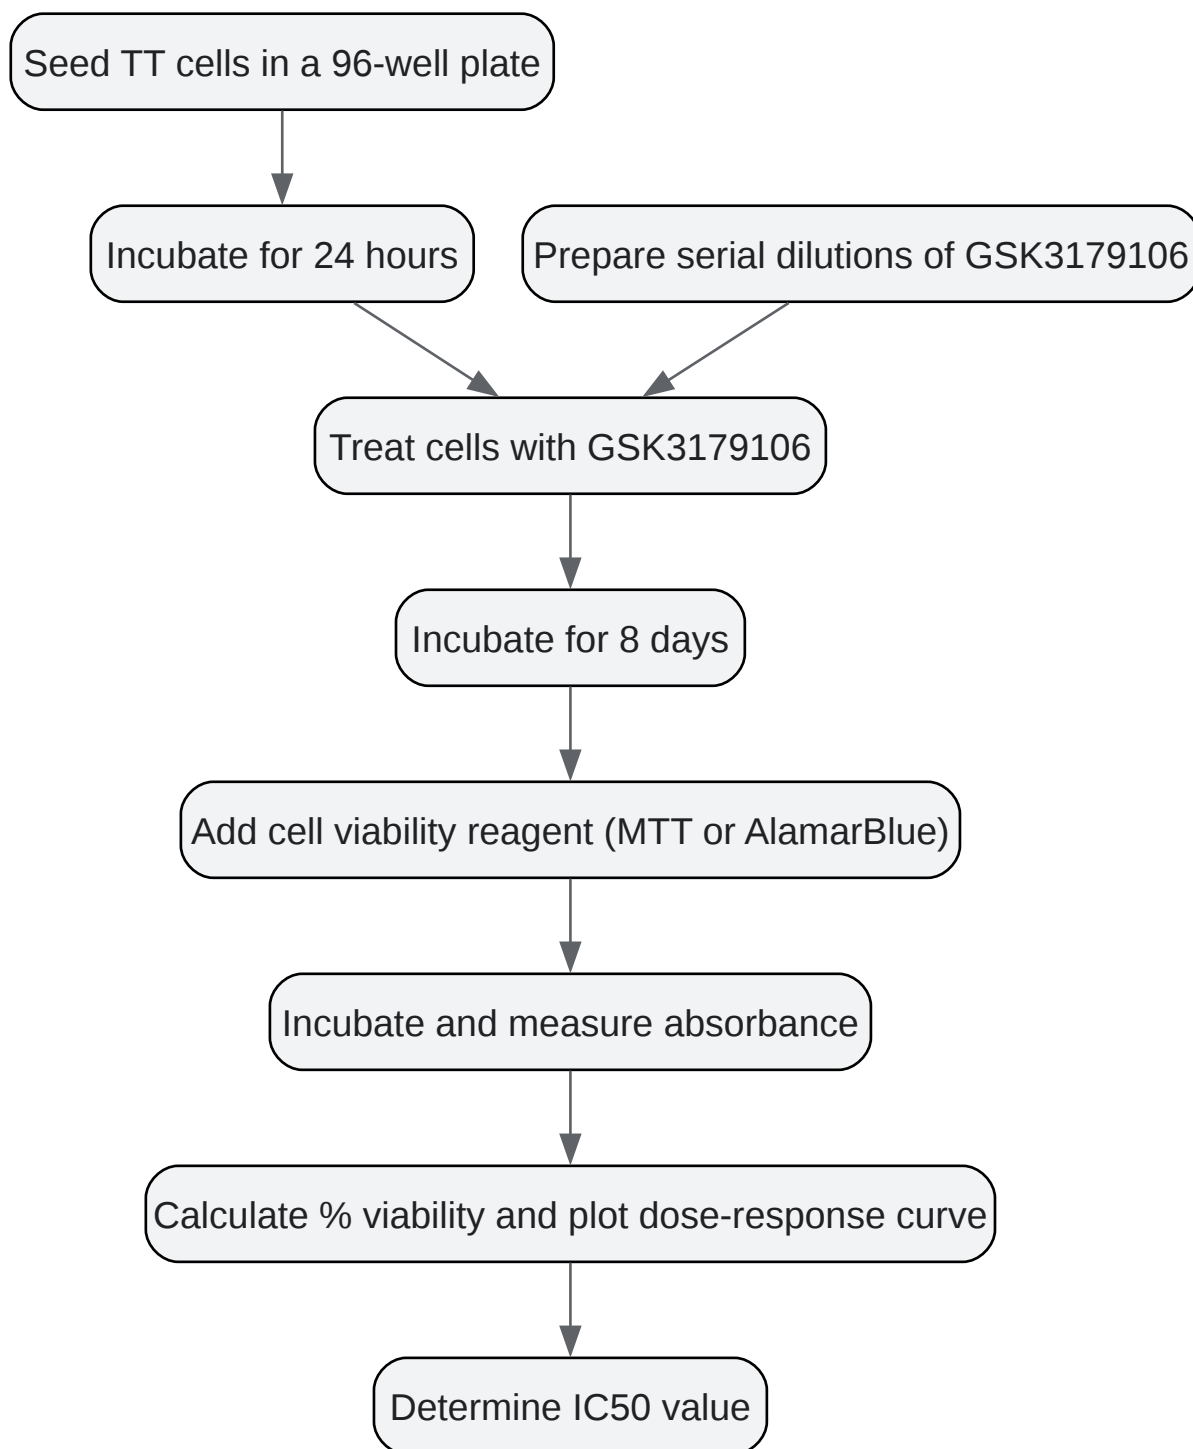 Seed TT cells in a 96-well plate
Incubate for 24 hours
Prepare serial dilutions of GSK3179106
Treat cells with GSK3179106
Incubate for 8 days
Add cell viability reagent (MTT or AlamarBlue)
Incubate and measure absorbance
Calculate % viability and plot dose-response curve
Determine IC50 value